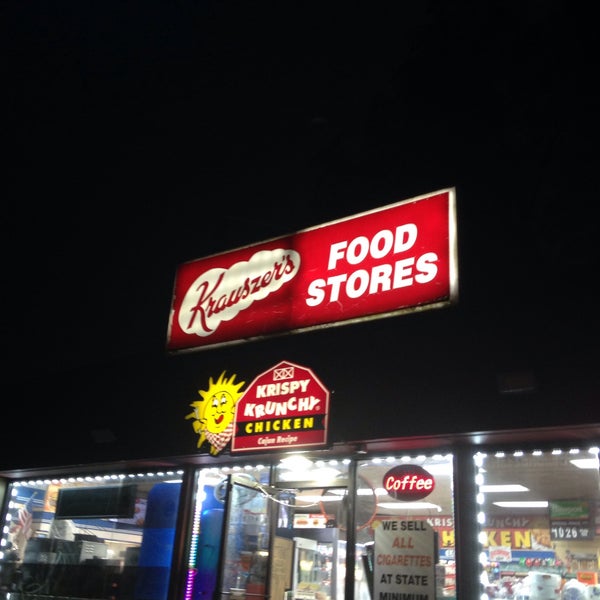 Krauszer's
FOOD
STORES
KRISPY
KRUNCHY®
CHICKEN
Cajun Recipe
Coffee
WE SELL
ALL
CIGARETTES
AT STATE
MINIMUM